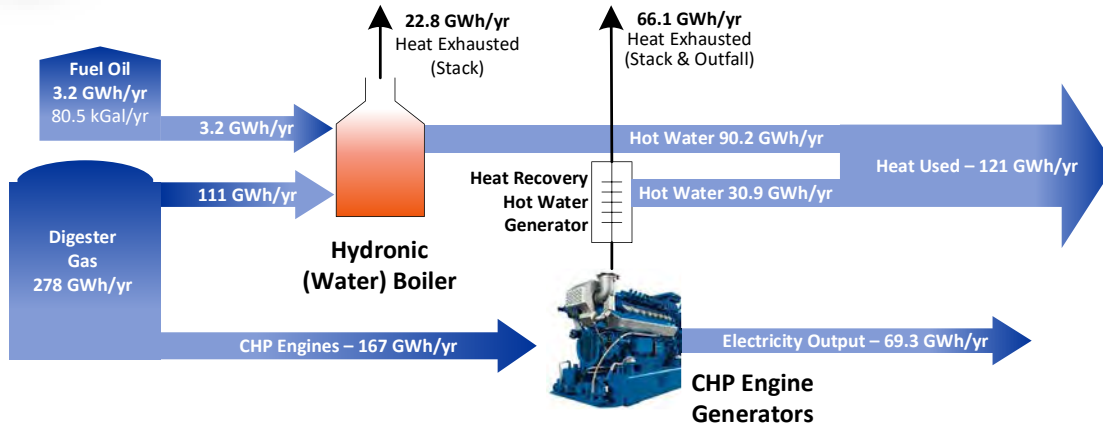 22.8 GWh/yr
Heat Exhausted
(Stack)
66.1 GWh/yr
Heat Exhausted
(Stack & Outfall)
Fuel Oil
3.2 GWh/yr
80.5 kGal/yr
3.2 GWh/yr
Hot Water 90.2 GWh/yr
Heat Used – 121 GWh/yr
Heat Recovery
Hot Water
Generator
Hot Water 30.9 GWh/yr
111 GWh/yr
Digester
Gas
278 GWh/yr
Hydronic
(Water) Boiler
CHP Engines – 167 GWh/yr
Electricity Output – 69.3 GWh/yr
CHP Engine
Generators